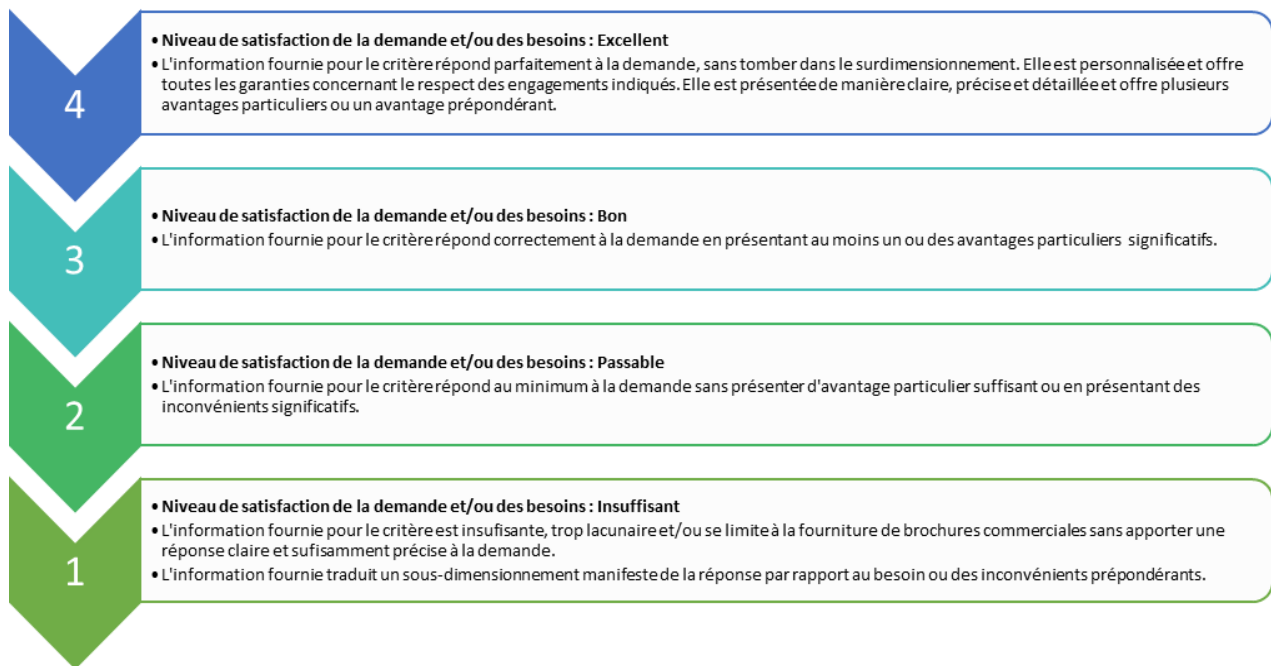 4
• Niveau de satisfaction de la demande et/ou des besoins : Excellent
• L'information fournie pour le critère répond parfaitement à la demande, sans tomber dans le surdimensionnement. Elle est personnalisée et offre
toutes les garanties concernant le respect des engagements indiqués. Elle est présentée de manière claire, précise et détaillée et offre plusieurs
avantages particuliers ou un avantage prépondérant.
3
• Niveau de satisfaction de la demande et/ou des besoins : Bon
• L'information fournie pour le critère répond correctement à la demande en présentant au moins un ou des avantages particuliers significatifs.
2
• Niveau de satisfaction de la demande et/ou des besoins : Passable
• L'information fournie pour le critère répond au minimum à la demande sans présenter d'avantage particulier suffisant ou en présentant des
inconvénients significatifs.
1
• Niveau de satisfaction de la demande et/ou des besoins : Insuffisant
• L'information fournie pour le critère est insufisante, trop lacunaire et/ou se limite à la fourniture de brochures commerciales sans apporter une
réponse claire et sufisamment précise à la demande.
• L'information fournie traduit un sous-dimensionnement manifeste de la réponse par rapport au besoin ou des inconvénients prépondérants.